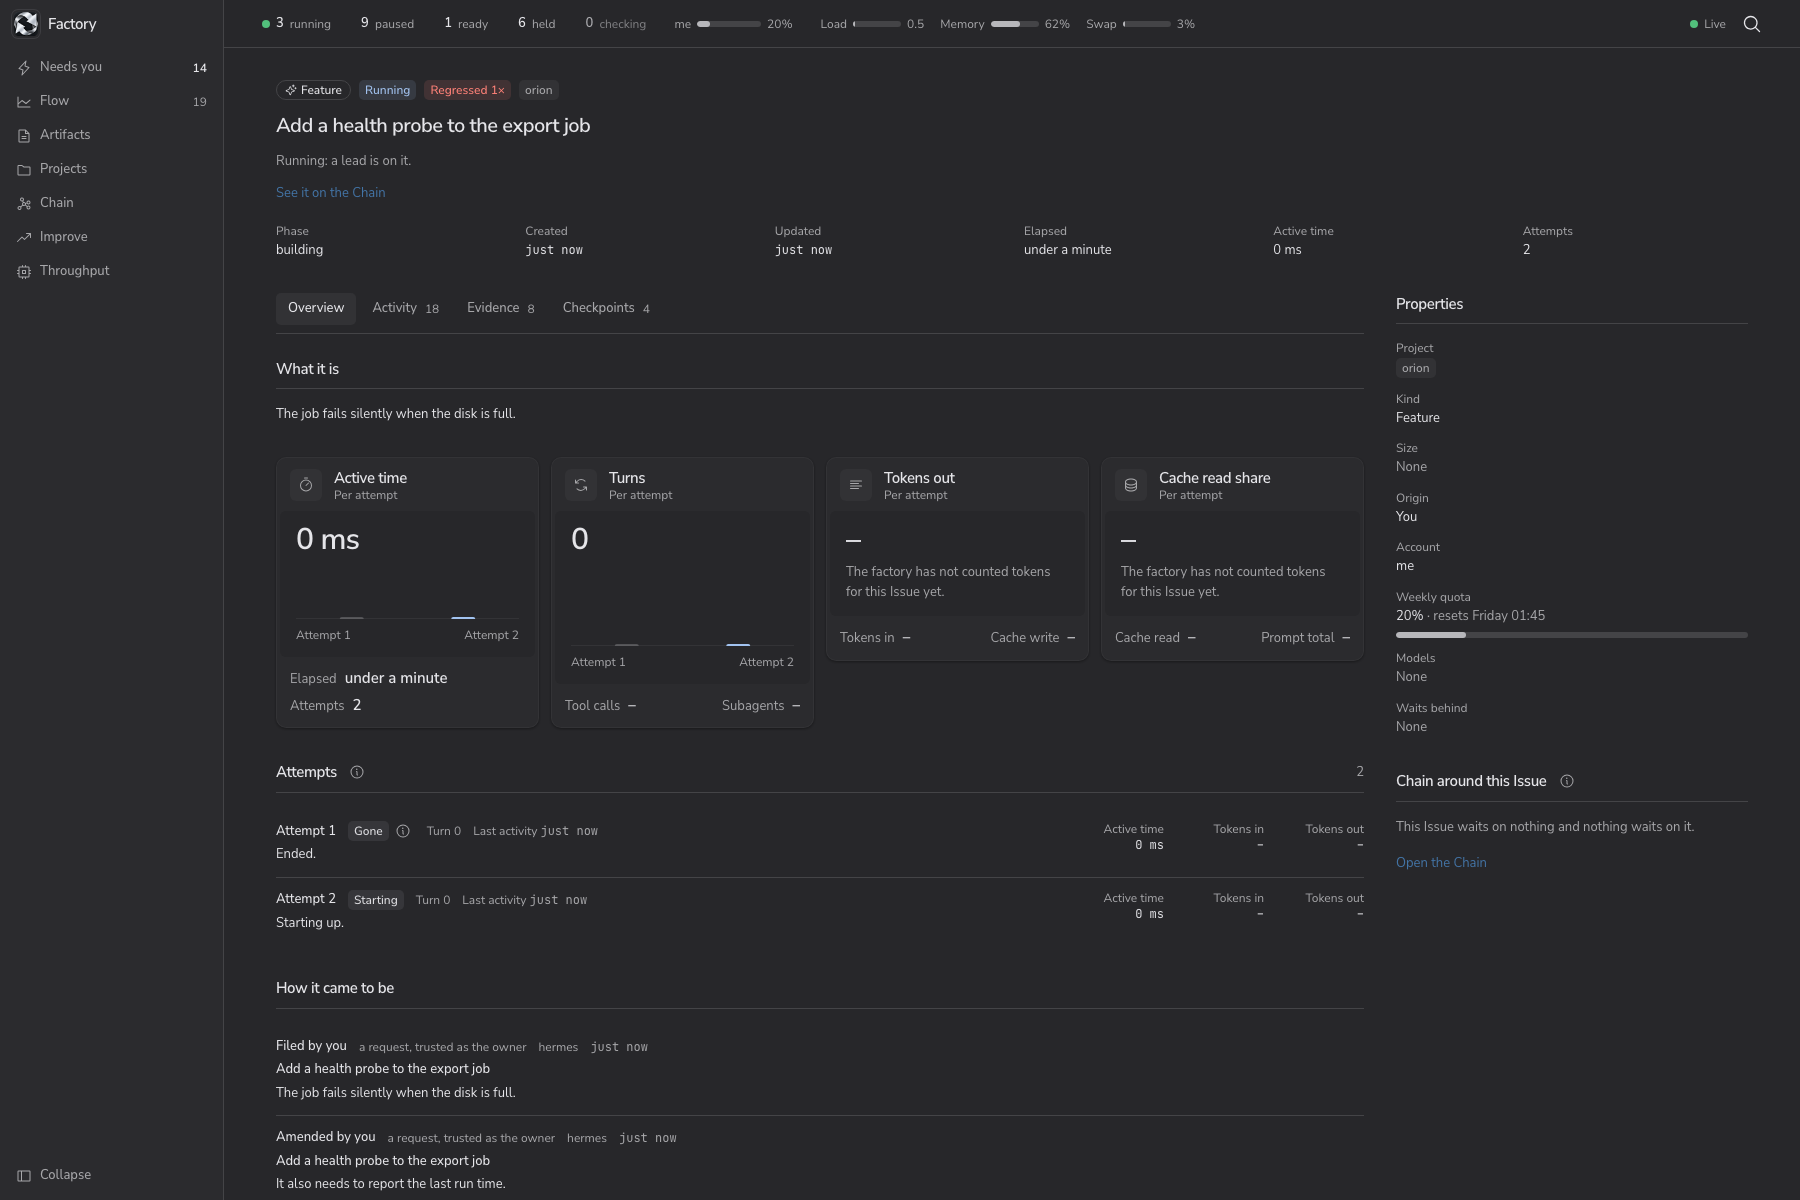 Factory
3 running 9 paused 1 ready 6 held 0 checking me 20% Load 0.5 Memory 62% Swap 3% Live
Needs you 14
Flow 19
Artifacts
Projects
Chain
Improve
Throughput
Collapse
Feature Running Regressed 1× orion
Add a health probe to the export job
Running: a lead is on it.
See it on the Chain
Phase Created Updated Elapsed Active time Attempts
building just now just now under a minute 0 ms 2
Overview Activity 18 Evidence 8 Checkpoints 4
What it is
The job fails silently when the disk is full.
Active time
Per attempt
0 ms
Attempt 1 Attempt 2
Elapsed under a minute
Attempts 2
Turns
Per attempt
0
Attempt 1 Attempt 2
Tool calls – Subagents –
Tokens out
Per attempt
–
The factory has not counted tokens
for this Issue yet.
Tokens in – Cache write –
Cache read share
Per attempt
–
The factory has not counted tokens
for this Issue yet.
Cache read – Prompt total –
Attempts 2
Attempt 1 Gone Turn 0 Last activity just now Active time Tokens in Tokens out
Ended. 0 ms – –
Attempt 2 Starting Turn 0 Last activity just now Active time Tokens in Tokens out
Starting up. 0 ms – –
How it came to be
Filed by you a request, trusted as the owner hermes just now
Add a health probe to the export job
The job fails silently when the disk is full.
Amended by you a request, trusted as the owner hermes just now
Add a health probe to the export job
It also needs to report the last run time.
Properties
Project
orion
Kind
Feature
Size
None
Origin
You
Account
me
Weekly quota
20% · resets Friday 01:45
Models
None
Waits behind
None
Chain around this Issue
This Issue waits on nothing and nothing waits on it.
Open the Chain